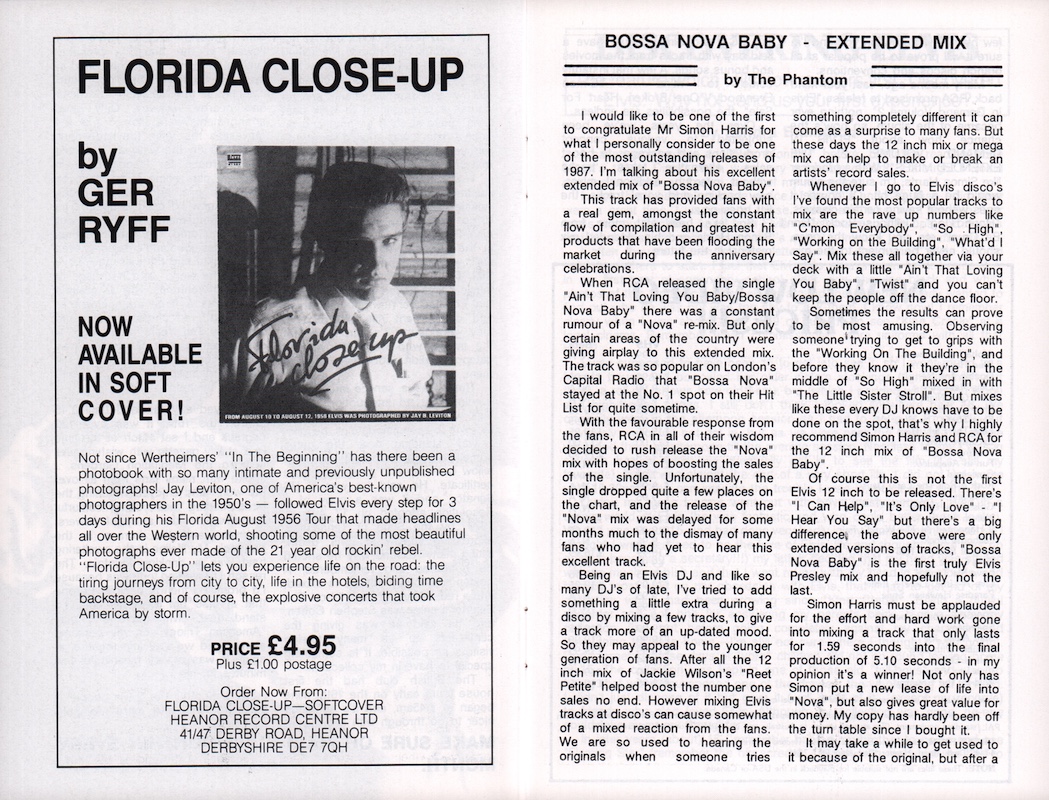 FLORIDA CLOSE-UP
by
GER
RYFF
NOW
AVAILABLE
IN SOFT
COVER!
Florida
close-up
FROM AUGUST 10 TO AUGUST 12, 1956 ELVIS WAS PHOTOGRAPHED BY JAY B. LEVITON
Not since Wertheimers' "In The Beginning" has there been a
photobook with so many intimate and previously unpublished
photographs! Jay Leviton, one of America's best-known
photographers in the 1950's — followed Elvis every step for 3
days during his Florida August 1956 Tour that made headlines
all over the Western world, shooting some of the most beautiful
photographs ever made of the 21 year old rockin' rebel.
"Florida Close-Up" lets you experience life on the road: the
tiring journeys from city to city, life in the hotels, biding time
backstage, and of course, the explosive concerts that took
America by storm.
PRICE £4.95
Plus £1.00 postage
Order Now From:
FLORIDA CLOSE-UP—SOFTCOVER
HEANOR RECORD CENTRE LTD
41/47 DERBY ROAD, HEANOR
DERBYSHIRE DE7 7QH
BOSSA NOVA BABY - EXTENDED MIX
by The Phantom
I would like to be one of the first
to congratulate Mr Simon Harris for
what I personally consider to be one
of the most outstanding releases of
1987. I'm talking about his excellent
extended mix of "Bossa Nova Baby".
This track has provided fans with
a real gem, amongst the constant
flow of compilation and greatest hit
products that have been flooding the
market during the anniversary
celebrations.
When RCA released the single
"Ain't That Loving You Baby/Bossa
Nova Baby" there was a constant
rumour of a "Nova" re-mix. But only
certain areas of the country were
giving airplay to this extended mix.
The track was so popular on London's
Capital Radio that "Bossa Nova"
stayed at the No. 1 spot on their Hit
List for quite sometime.
With the favourable response from
the fans, RCA in all of their wisdom
decided to rush release the "Nova"
mix with hopes of boosting the sales
of the single. Unfortunately, the
single dropped quite a few places on
the chart, and the release of the
"Nova" mix was delayed for some
months much to the dismay of many
fans who had yet to hear this
excellent track.
Being an Elvis DJ and like so
many DJ's of late, I've tried to add
something a little extra during a
disco by mixing a few tracks, to give
a track more of an up-dated mood.
So they may appeal to the younger
generation of fans. After all the 12
inch mix of Jackie Wilson's "Reet
Petite" helped boost the number one
sales no end. However mixing Elvis
tracks at disco's can cause somewhat
of a mixed reaction from the fans.
We are so used to hearing the
originals when someone tries
something completely different it can
come as a surprise to many fans. But
these days the 12 inch mix or mega
mix can help to make or break an
artists' record sales.
Whenever I go to Elvis disco's
I've found the most popular tracks to
mix are the rave up numbers like
"C'mon Everybody", "So High",
"Working on the Building", "What'd I
Say". Mix these all together via your
deck with a little "Ain't That Loving
You Baby", "Twist" and you can't
keep the people off the dance floor.
Sometimes the results can prove
to be most amusing. Observing
someone trying to get to grips with
the "Working On The Building", and
before they know it they're in the
middle of "So High" mixed in with
"The Little Sister Stroll". But mixes
like these every DJ knows have to be
done on the spot, that's why I highly
recommend Simon Harris and RCA for
the 12 inch mix of "Bossa Nova
Baby".
Of course this is not the first
Elvis 12 inch to be released. There's
"I Can Help", "It's Only Love" - "I
Hear You Say" but there's a big
difference, the above were only
extended versions of tracks, "Bossa
Nova Baby" is the first truly Elvis
Presley mix and hopefully not the
last.
Simon Harris must be applauded
for the effort and hard work gone
into mixing a track that only lasts
for 1.59 seconds into the final
production of 5.10 seconds - in my
opinion it's a winner! Not only has
Simon put a new lease of life into
"Nova", but also gives great value for
money. My copy has hardly been off
the turn table since I bought it.
It may take a while to get used to
it because of the original, but after a